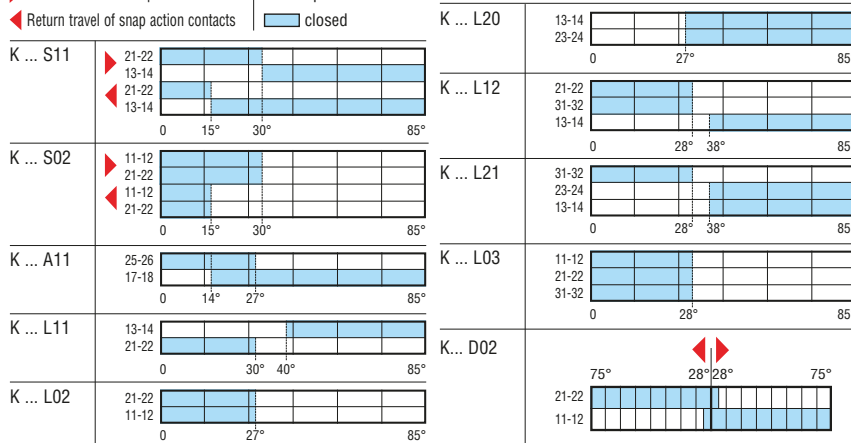 Return travel of snap action contacts
closed
K ... S11
21-22
13-14
21-22
13-14
0 15° 30° 85°
K ... S02
11-12
21-22
11-12
21-22
0 15° 30° 85°
K ... A11
25-26
17-18
0 14° 27° 85°
K ... L11
13-14
21-22
0 30° 40° 85°
K ... L02
21-22
11-12
0 27° 85°
K ... L20
13-14
23-24
0 27° 85
K ... L12
21-22
31-32
13-14
0 28° 38° 85
K ... L21
31-32
23-24
13-14
0 28° 38° 85
K ... L03
11-12
21-22
31-32
0 28° 85
K... D02
75° 28° 28° 75°
21-22
11-12